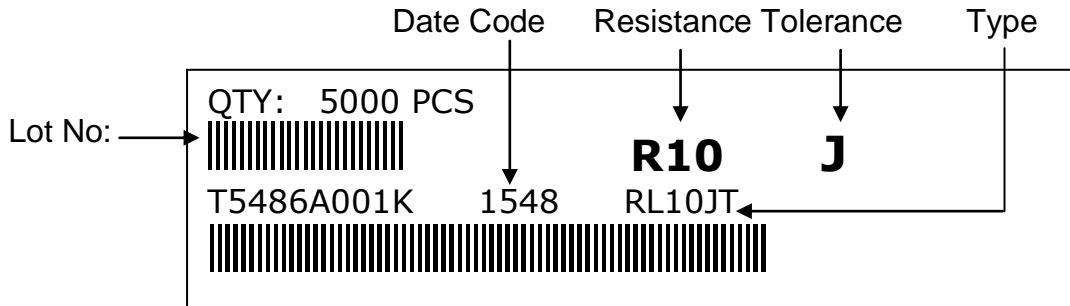 Date Code Resistance Tolerance Type
QTY: 5000 PCS
Lot No:
R10 J
T5486A001K 1548 RL10JT